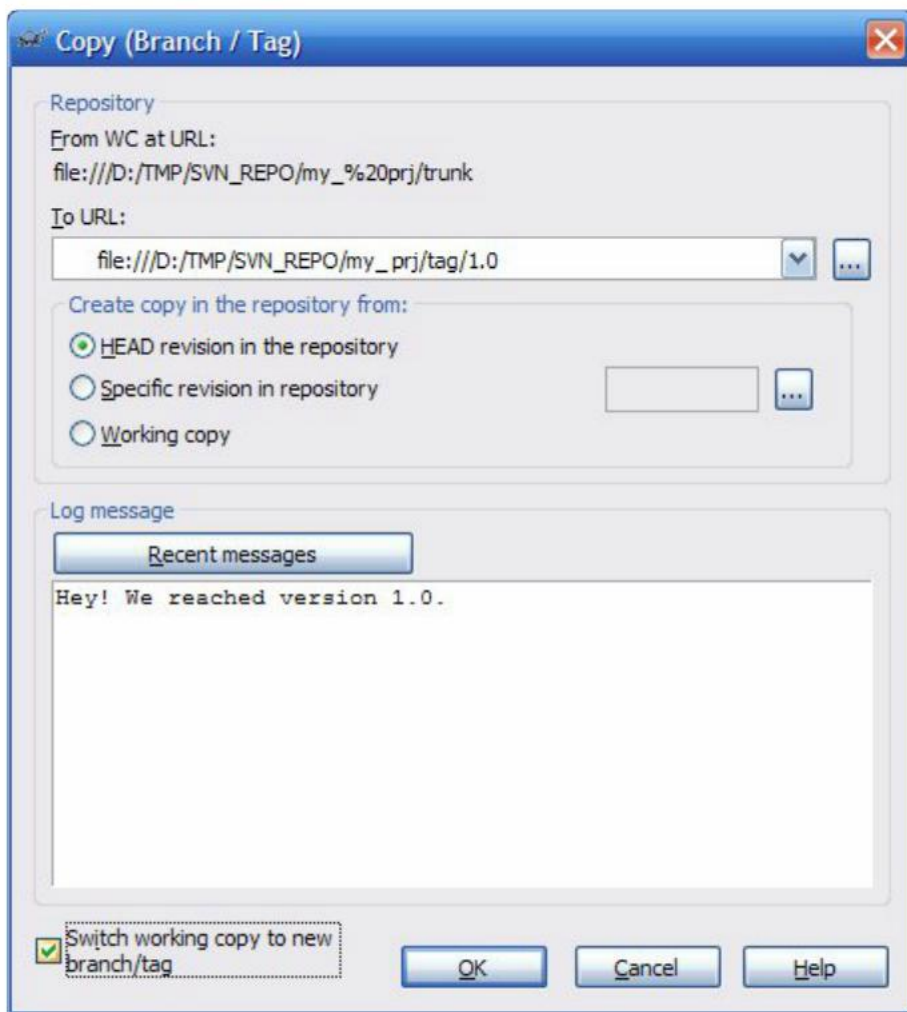 Copy (Branch / Tag)
Repository
From WC at URL:
file:///D:/TMP/SVN_REPO/my_%20prj/trunk
To URL:
file:///D:/TMP/SVN_REPO/my_ prj/tag/1.0
...
Create copy in the repository from:
HEAD revision in the repository
Specific revision in repository
...
Working copy
Log message
Recent messages
Hey! We reached version 1.0.
Switch working copy to new
branch/tag
OK
Cancel
Help